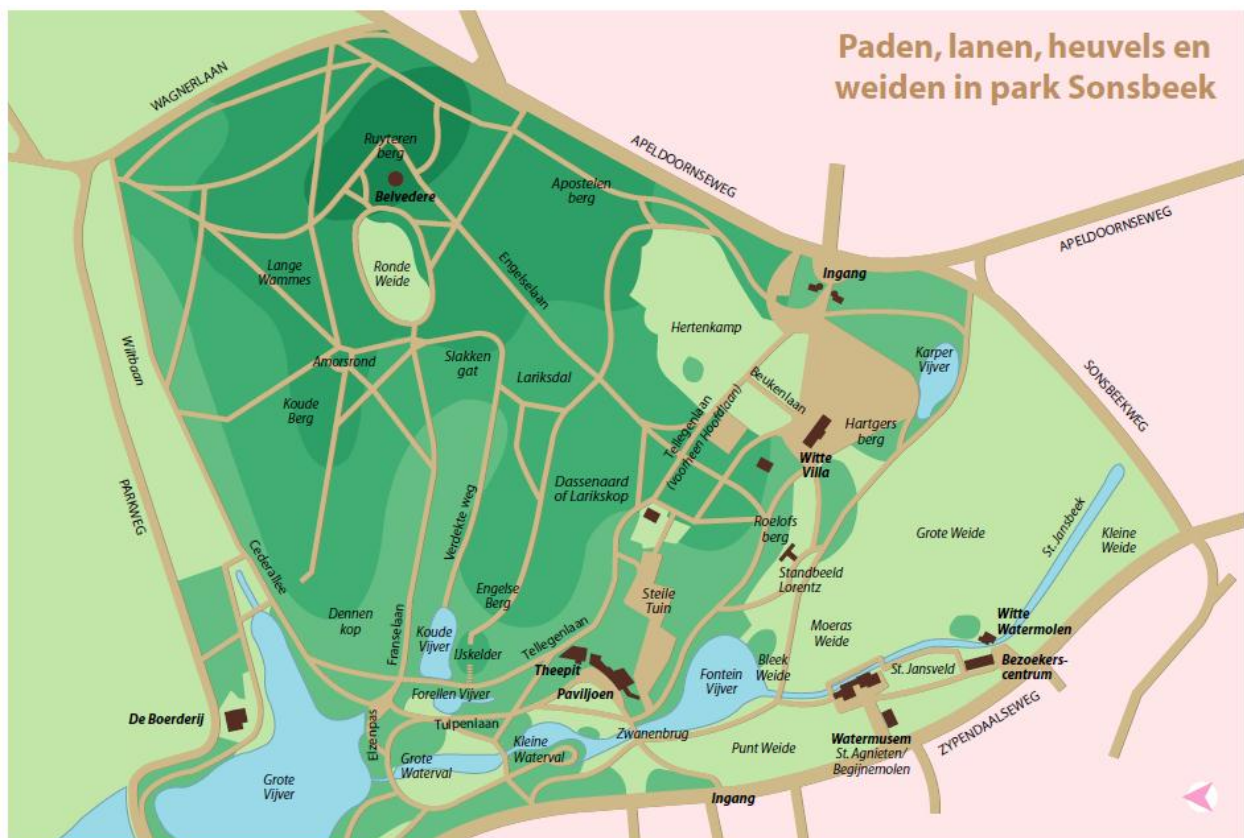 Paden, lanen, heuvels en
weiden in park Sonsbeek
WAGNERLAAN
APELDOORNSEWEG
APELDOORNSEWEG
Ruyteren
berg
Belvedere
Apostelen
berg
Engelselaan
Lange
Wammes
Ronde
Weide
Ingang
Hertenkamp
Karper
Vijver
SONSBEEKWEG
Wiltbaan
Amorsrond
Slakken
gat
Lariksdal
Koude
Berg
Beukenlaan
Tellegenlaan
(Voorheen Hoofdlaan)
Hartgers
berg
Witte
Villa
PARKWEG
Dassenaard
of Larikskop
Verdekte weg
Roelofs
berg
Standbeeld
Lorentz
Grote Weide
St. Jansbeek
Kleine
Weide
Cederallee
Dennen
kop
Franselaan
Engelse
Berg
Steile
Tuin
Koude
Vijver
IJskelder
Tellegenlaan
Moeras
Weide
Witte
Watermolen
Theepit
Paviljoen
Fontein
Vijver
Bleek
Weide
St. Jansveld
Bezoekers-
centrum
Forellen Vijver
De Boerderij
Elzenpas
Tulpenlaan
Zwanenbrug
Kleine
Waterval
Grote
Waterval
Punt Weide
Watermusem
St. Agnieten/
Begijnemolen
ZYPENDAALSEWEG
Grote
Vijver
Ingang